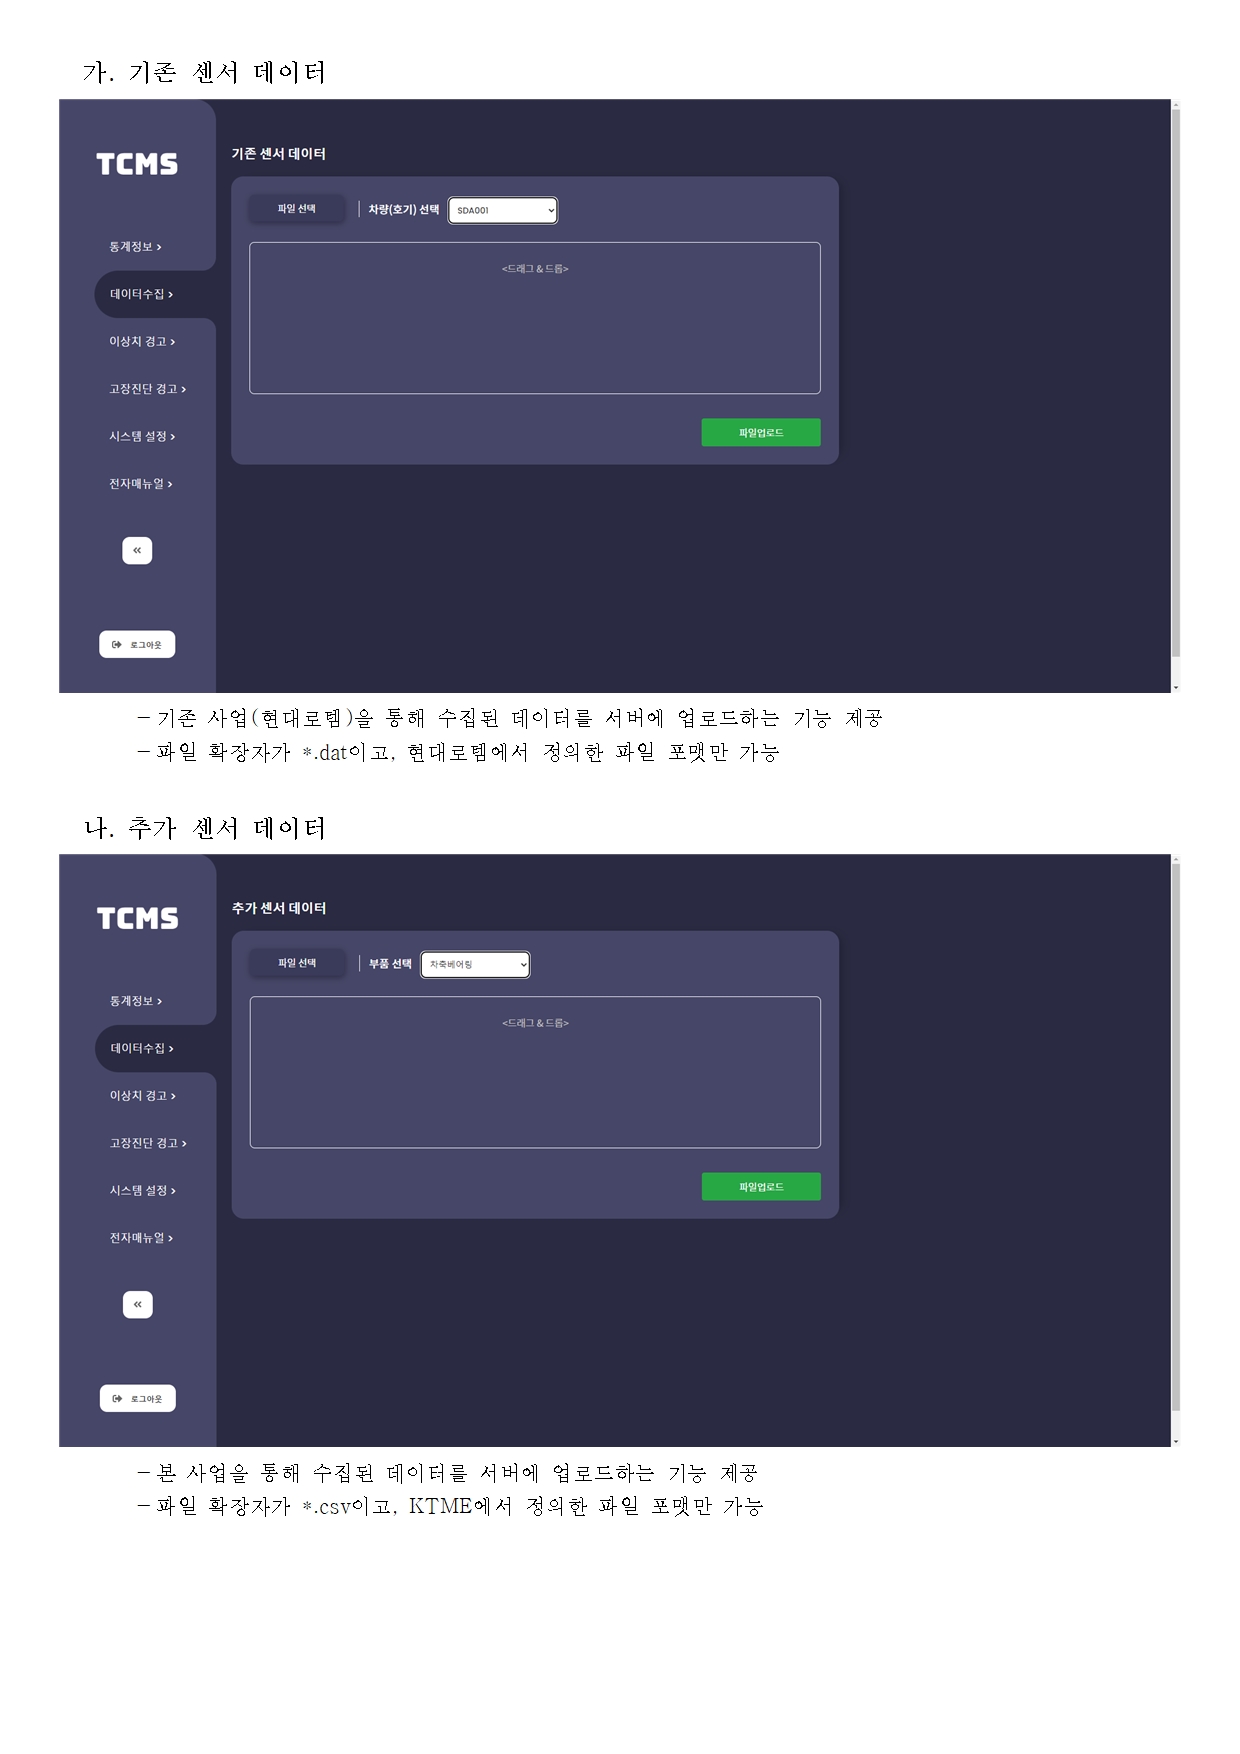 가. 기존 센서 데이터
TCMS
기존 센서 데이터
파일 선택 | 차량(호기) 선택 SDA001
<드래그 & 드롭>
파일업로드
통계정보 >
데이터수집 >
이상치 경고 >
고장진단 경고 >
시스템 설정 >
전자매뉴얼 >
«
로그아웃
- 기존 사업(현대로템)을 통해 수집된 데이터를 서버에 업로드하는 기능 제공
- 파일 확장자가 *.dat이고, 현대로템에서 정의한 파일 포맷만 가능
나. 추가 센서 데이터
TCMS
추가 센서 데이터
파일 선택 | 부품 선택 차축베어링
<드래그 & 드롭>
파일업로드
통계정보 >
데이터수집 >
이상치 경고 >
고장진단 경고 >
시스템 설정 >
전자매뉴얼 >
«
로그아웃
- 본 사업을 통해 수집된 데이터를 서버에 업로드하는 기능 제공
- 파일 확장자가 *.csv이고, KTME에서 정의한 파일 포맷만 가능